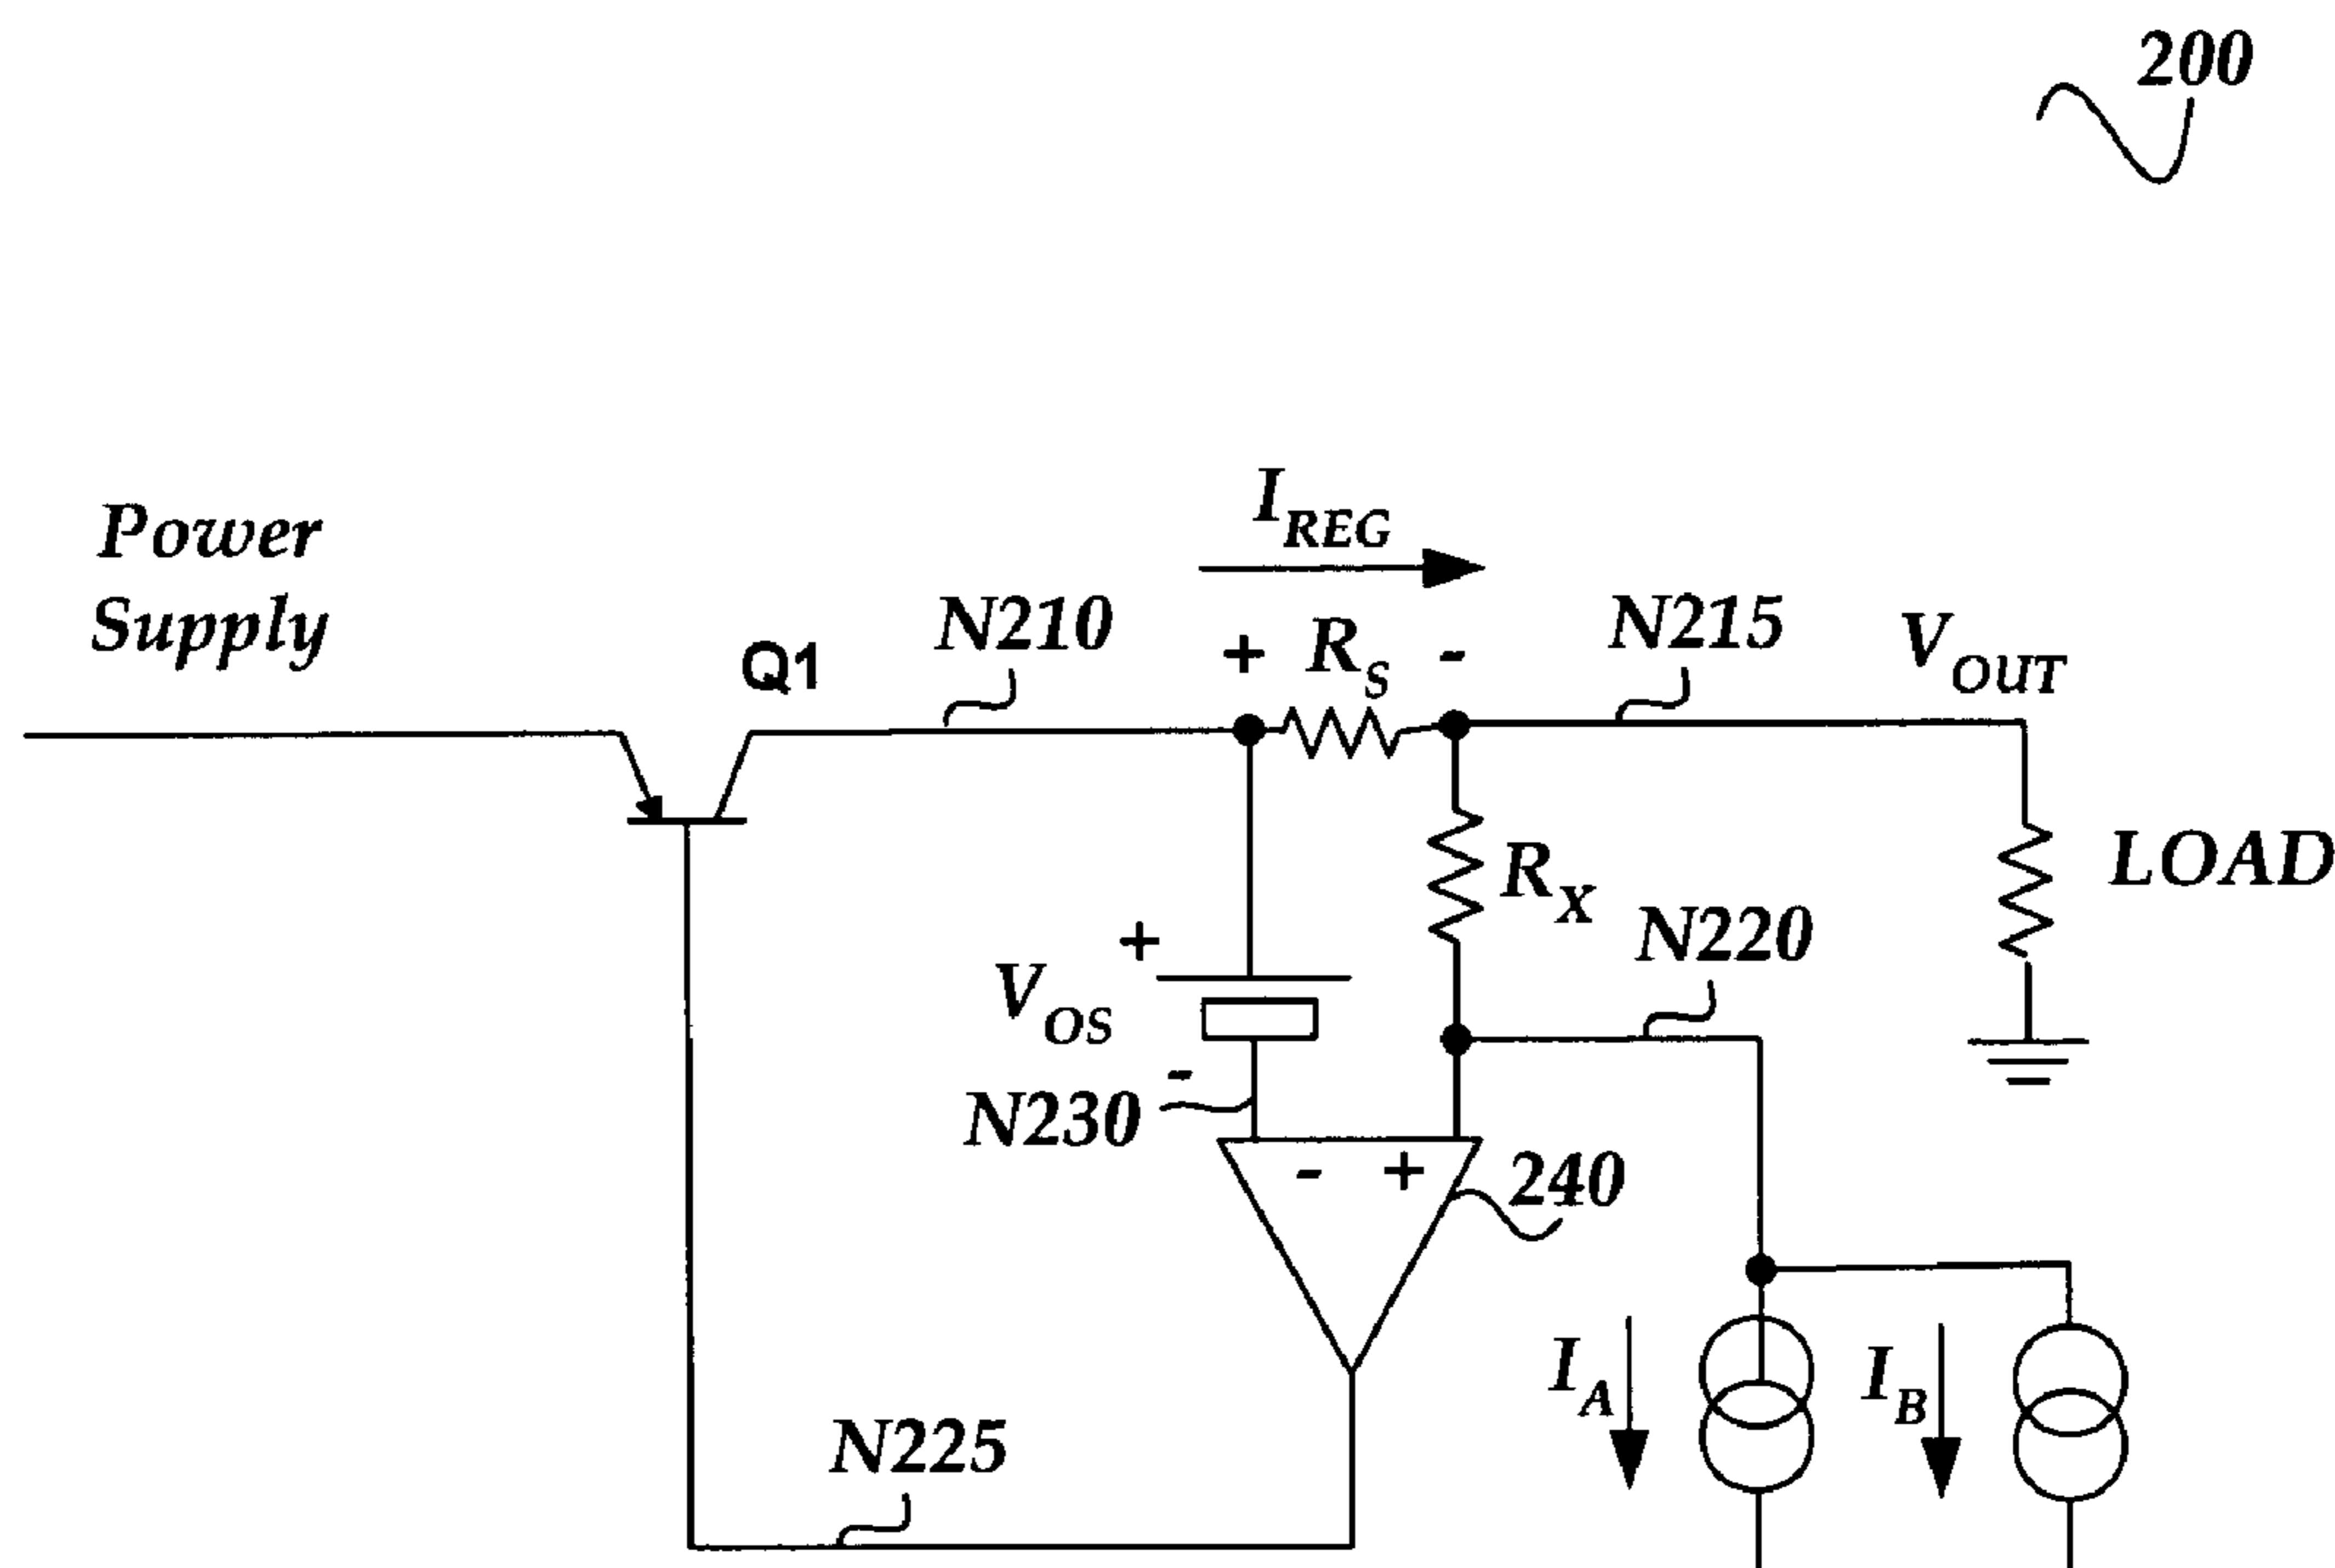 200
Power
Supply
Q1
N210
I_REG
+ R_S -
N215
V_OUT
R_X
LOAD
N220
+
V_OS
-
N230
- +
240
I_A
I_B
N225